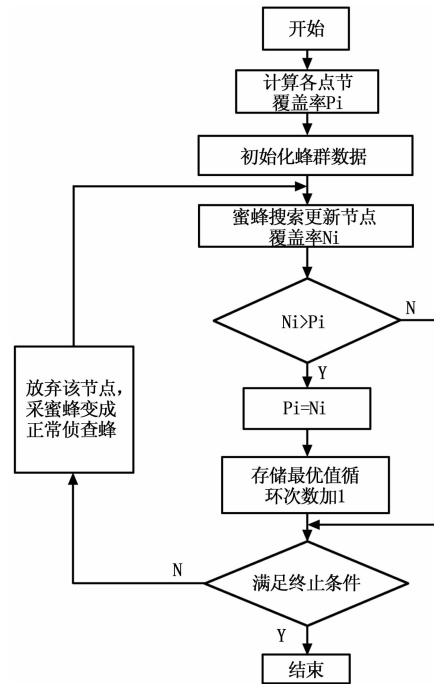 开始
计算各点节
覆盖率Pi
初始化蜂群数据
蜜蜂搜索更新节点
覆盖率Ni
Ni>Pi
N
Y
Pi=Ni
放弃该节点，
采蜜蜂变成
正常侦查蜂
存储最优值循
环次数加1
N
满足终止条件
Y
结束